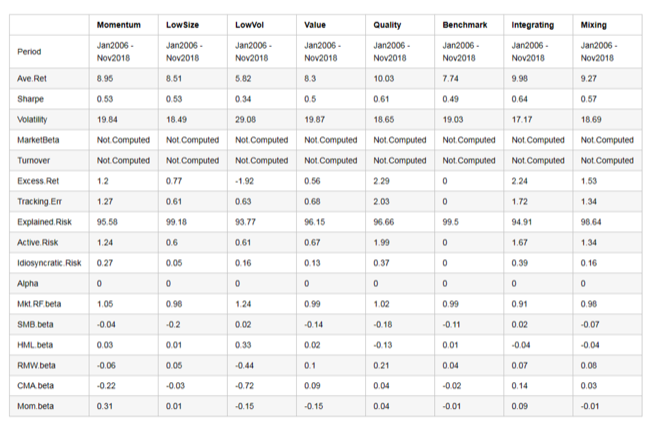 Momentum LowSize LowVol Value Quality Benchmark Integrating Mixing
Period Jan2006 - Nov2018 Jan2006 - Nov2018 Jan2006 - Nov2018 Jan2006 - Nov2018 Jan2006 - Nov2018 Jan2006 - Nov2018 Jan2006 - Nov2018 Jan2006 - Nov2018
Ave.Ret 8.95 8.51 5.82 8.3 10.03 7.74 9.98 9.27
Sharpe 0.53 0.53 0.34 0.5 0.61 0.49 0.64 0.57
Volatility 19.84 18.49 29.08 19.87 18.65 19.03 17.17 18.69
MarketBeta Not.Computed Not.Computed Not.Computed Not.Computed Not.Computed Not.Computed Not.Computed Not.Computed
Turnover Not.Computed Not.Computed Not.Computed Not.Computed Not.Computed Not.Computed Not.Computed Not.Computed
Excess.Ret 1.2 0.77 -1.92 0.56 2.29 0 2.24 1.53
Tracking.Err 1.27 0.61 0.63 0.68 2.03 0 1.72 1.34
Explained.Risk 95.58 99.18 93.77 96.15 96.66 99.5 94.91 98.64
Active.Risk 1.24 0.6 0.61 0.67 1.99 0 1.67 1.34
Idiosyncratic.Risk 0.27 0.05 0.16 0.13 0.37 0 0.39 0.16
Alpha 0 0 0 0 0 0 0 0
Mkt.RF.beta 1.05 0.98 1.24 0.99 1.02 0.99 0.91 0.98
SMB.beta -0.04 -0.2 0.02 -0.14 -0.18 -0.11 0.02 -0.07
HML.beta 0.03 0.01 0.33 0.02 -0.13 0.01 -0.04 -0.04
RMW.beta -0.06 0.05 -0.44 0.1 0.21 0.04 0.07 0.08
CMA.beta -0.22 -0.03 -0.72 0.09 0.04 -0.02 0.14 0.03
Mom.beta 0.31 0.01 -0.15 -0.15 0.04 -0.01 0.09 -0.01